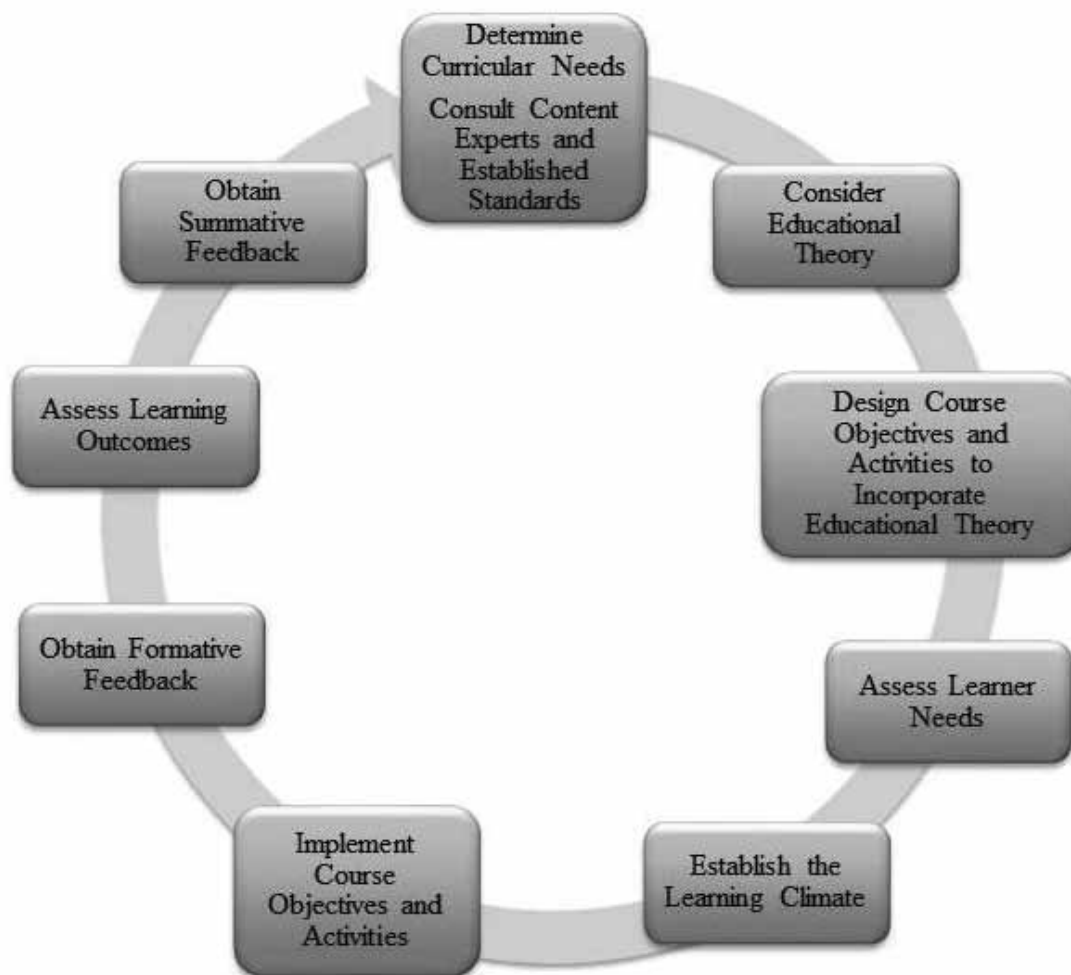 Determine
Curricular Needs
Consult Content
Experts and
Established
Standards
Consider
Educational
Theory
Design Course
Objectives and
Activities to
Incorporate
Educational Theory
Assess Learner
Needs
Establish the
Learning Climate
Implement
Course
Objectives and
Activities
Obtain Formative
Feedback
Assess Learning
Outcomes
Obtain
Summative
Feedback